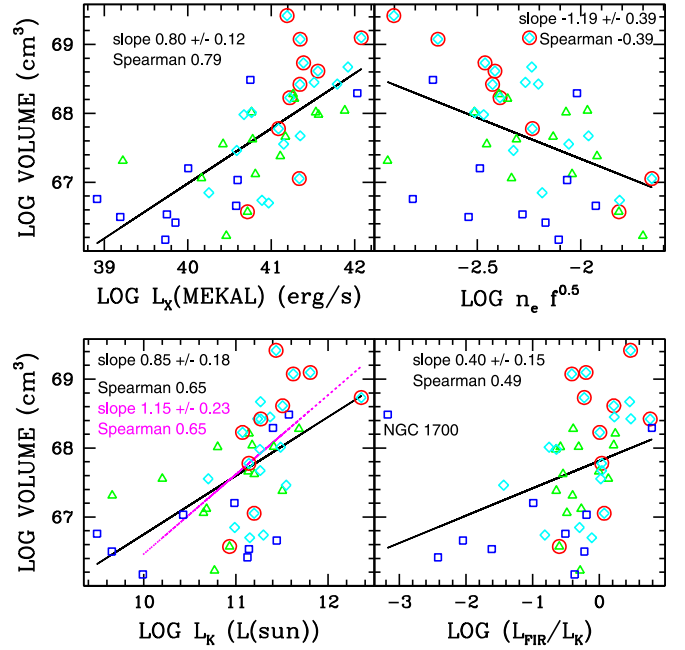 slope 0.80 +/- 0.12
Spearman 0.79
slope -1.19 +/- 0.39
Spearman -0.39
LOG VOLUME (cm³)
69
68
67
39
40
41
42
-2.5
-2
LOG L_X(MEKAL) (erg/s)
LOG n_e f^0.5
slope 0.85 +/- 0.18
Spearman 0.65
slope 1.15 +/- 0.23
Spearman 0.65
slope 0.40 +/- 0.15
Spearman 0.49
NGC 1700
LOG VOLUME (cm³)
69
68
67
10
11
12
-3
-2
-1
0
1
LOG L_K (L(sun))
LOG (L_FIR/L_K)